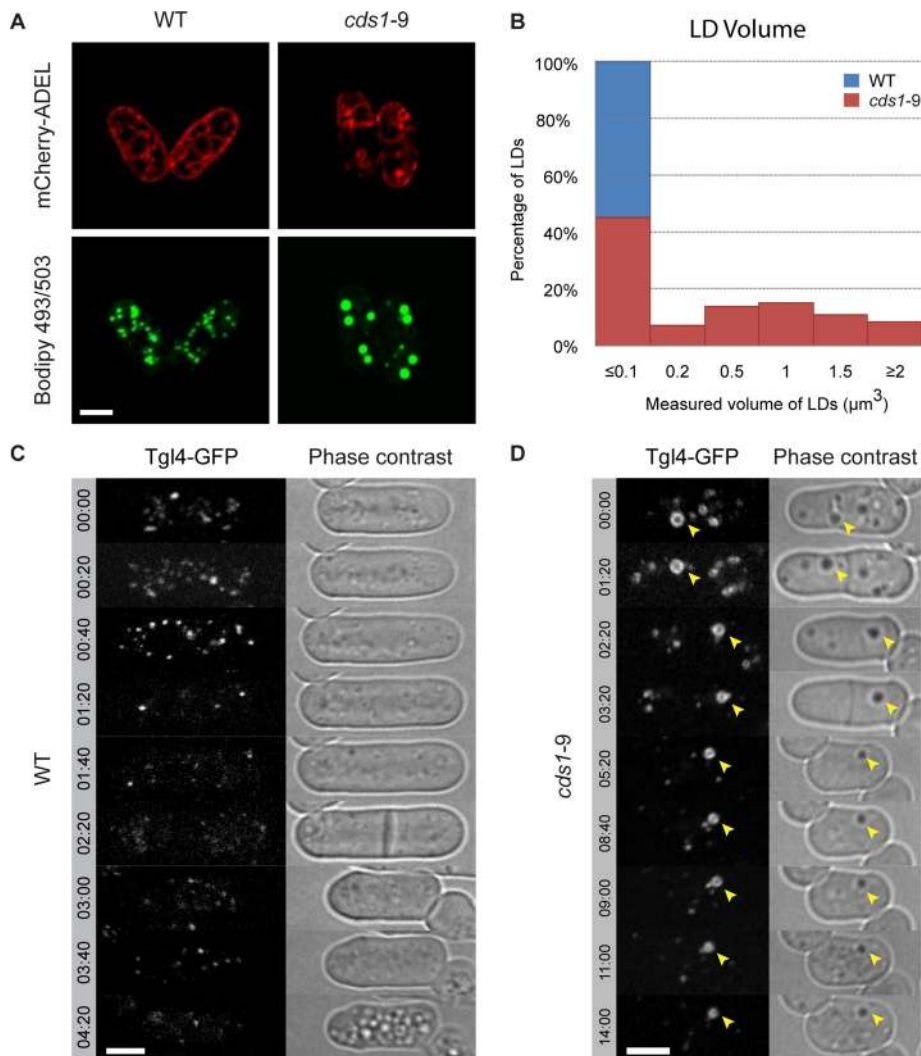 A
WT
cds1-9
mCherry-ADEL
Bodipy 493/503
B
LD Volume
100%
80%
60%
40%
20%
0%
Percentage of LDs
WT
cds1-9
≤0.1 0.2 0.5 1 1.5 ≥2
Measured volume of LDs (µm3)
C
Tgl4-GFP Phase contrast
WT
00:00
00:20
00:40
01:20
01:40
02:20
03:00
03:40
04:20
D
Tgl4-GFP Phase contrast
cds1-9
00:00
01:20
02:20
03:20
05:20
08:40
09:00
11:00
14:00